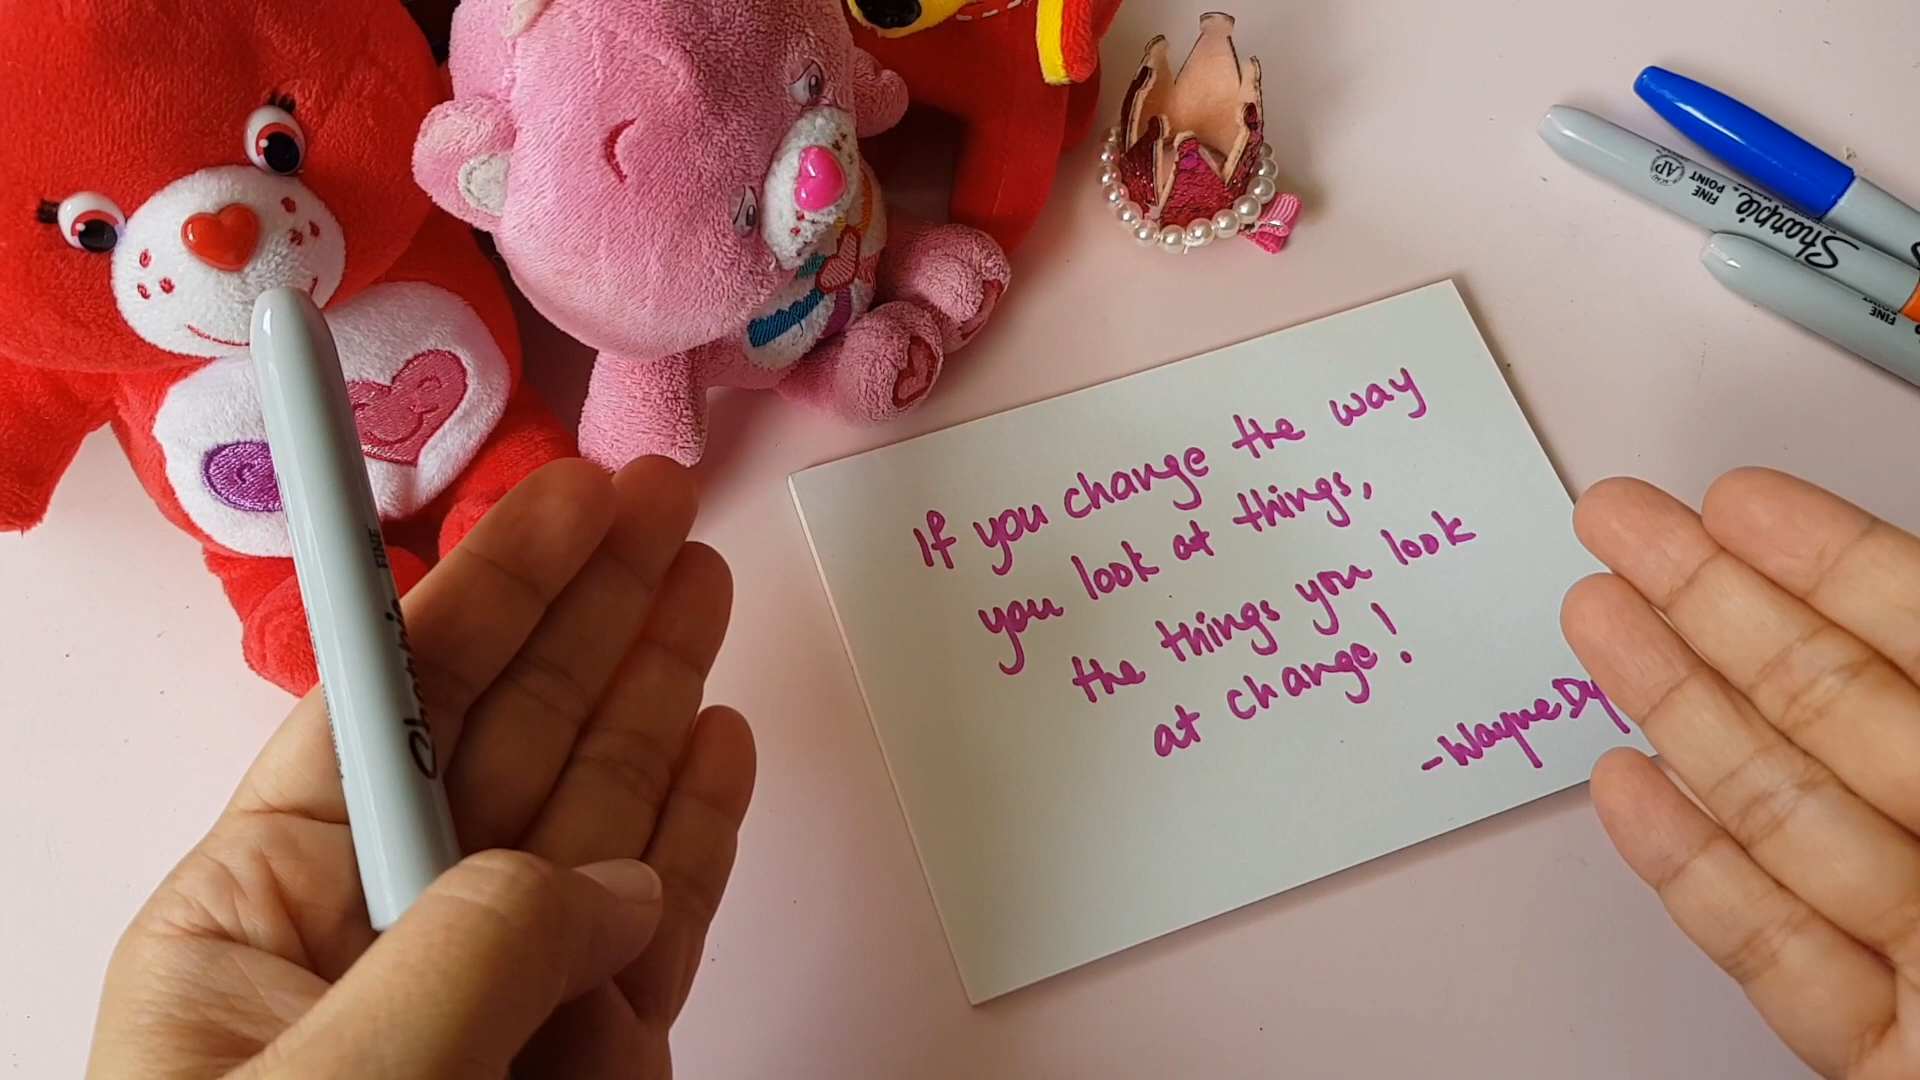 If you change the way
you look at things,
the things you look
at change!
-Wayne Dy
Sharpie
FINE
POINT
AP
Sharpie
FINE
FINE